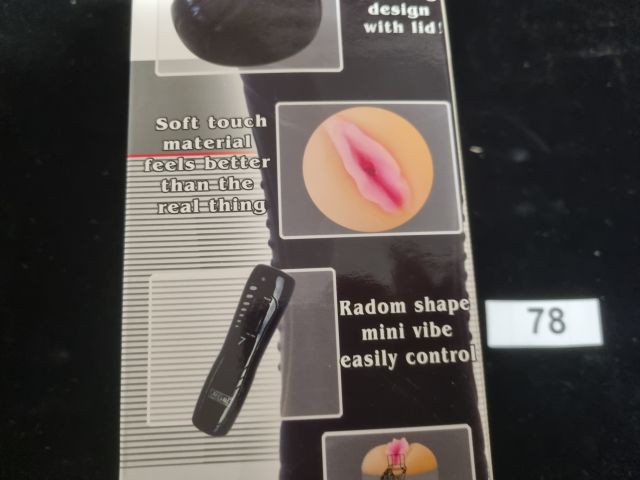 design
with lid!
Soft touch
material
feels better
than the
real thing
Radom shape
mini vibe
easily control
78